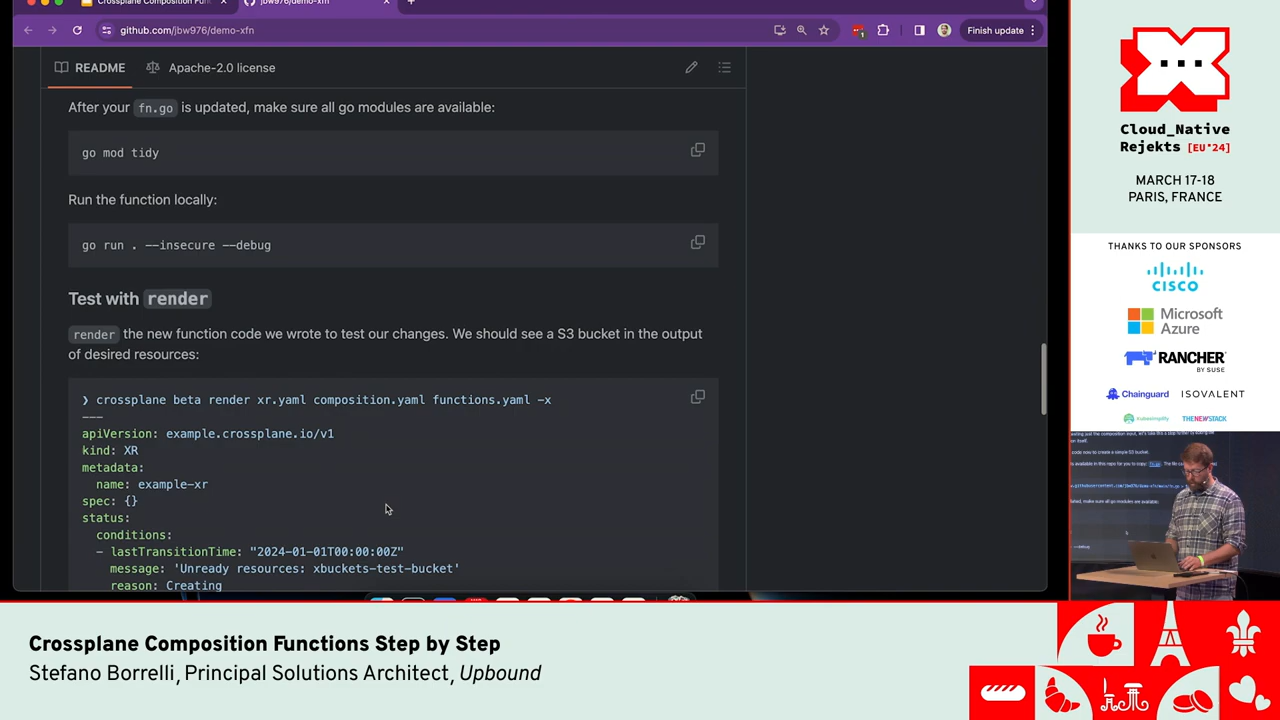 Crossplane Composition Fun
jbw976/demo-xfn
github.com/jbw976/demo-xfn
Finish update
README
Apache-2.0 license
After your fn.go is updated, make sure all go modules are available:
go mod tidy
Run the function locally:
go run . --insecure --debug
Test with render
render the new function code we wrote to test our changes. We should see a S3 bucket in the output
of desired resources:
❯ crossplane beta render xr.yaml composition.yaml functions.yaml -x
---
apiVersion: example.crossplane.io/v1
kind: XR
metadata:
name: example-xr
spec: {}
status:
conditions:
- lastTransitionTime: "2024-01-01T00:00:00Z"
message: 'Unready resources: xbuckets-test-bucket'
reason: Creating
Cloud_Native
Rejekts [EU'24]
MARCH 17-18
PARIS, FRANCE
THANKS TO OUR SPONSORS
CISCO
Microsoft
Azure
RANCHER
BY SUSE
Chainguard
ISOVALENT
kubesimplify
THENEWSTACK
Crossplane Composition Functions Step by Step
Stefano Borrelli, Principal Solutions Architect, Upbound